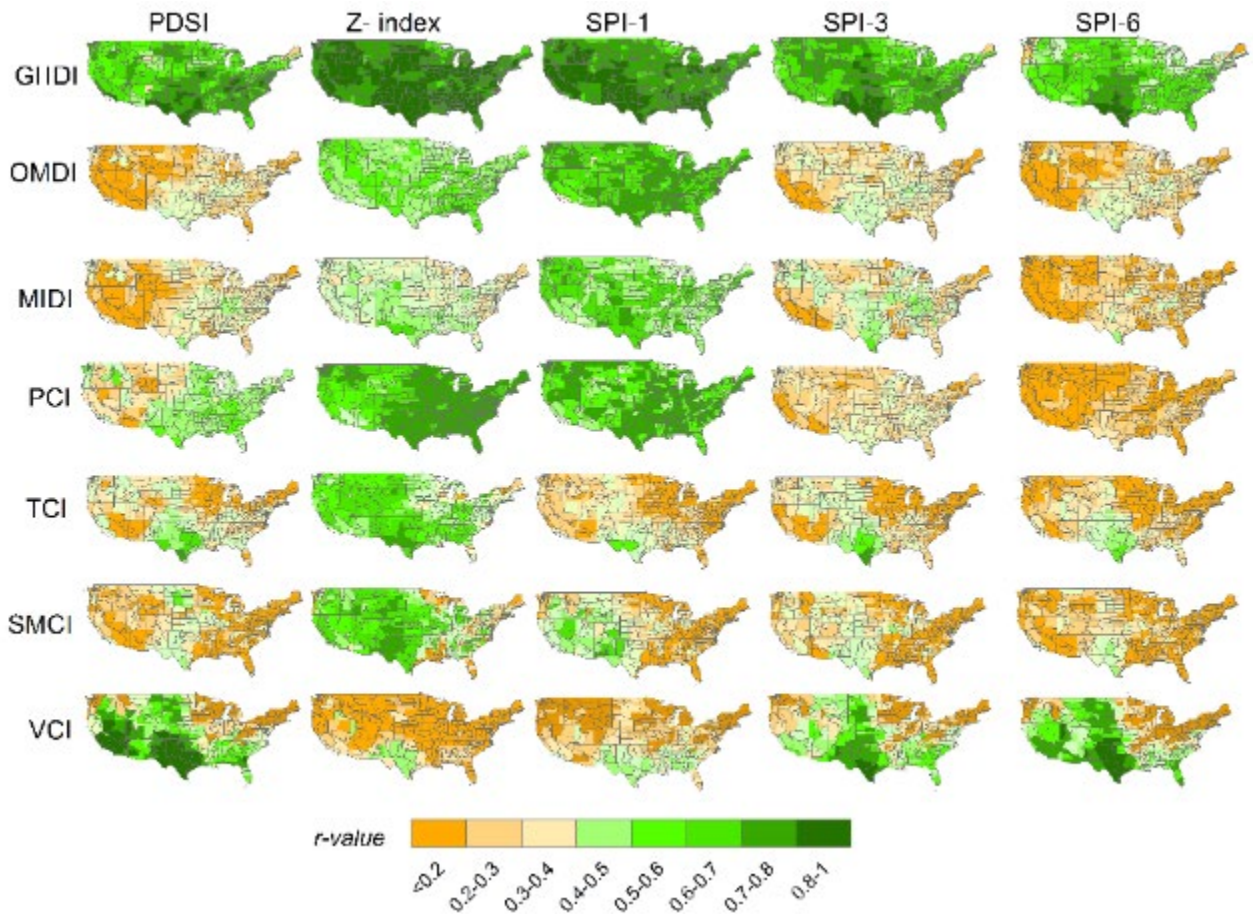 PDSI Z- index SPI-1 SPI-3 SPI-6
GIIDI
OMDI
MIDI
PCI
TCI
SMCI
VCI
r-value
<0.2 0.2-0.3 0.3-0.4 0.4-0.5 0.5-0.6 0.6-0.7 0.7-0.8 0.8-1